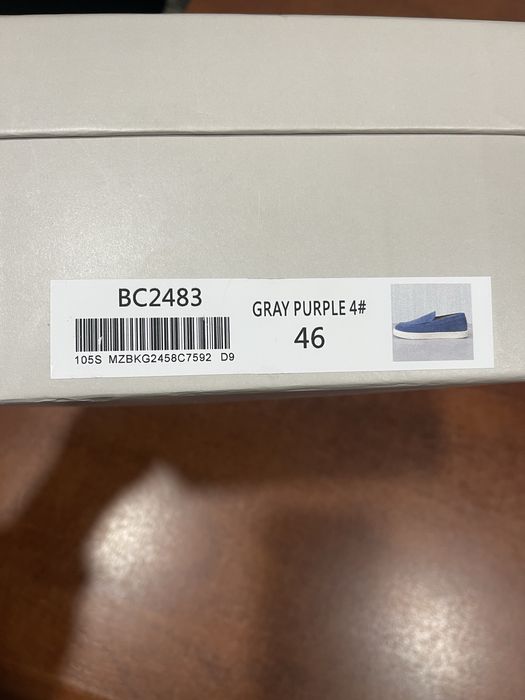 BC2483
105S MZBKG2458C7592 D9
GRAY PURPLE 4#
46